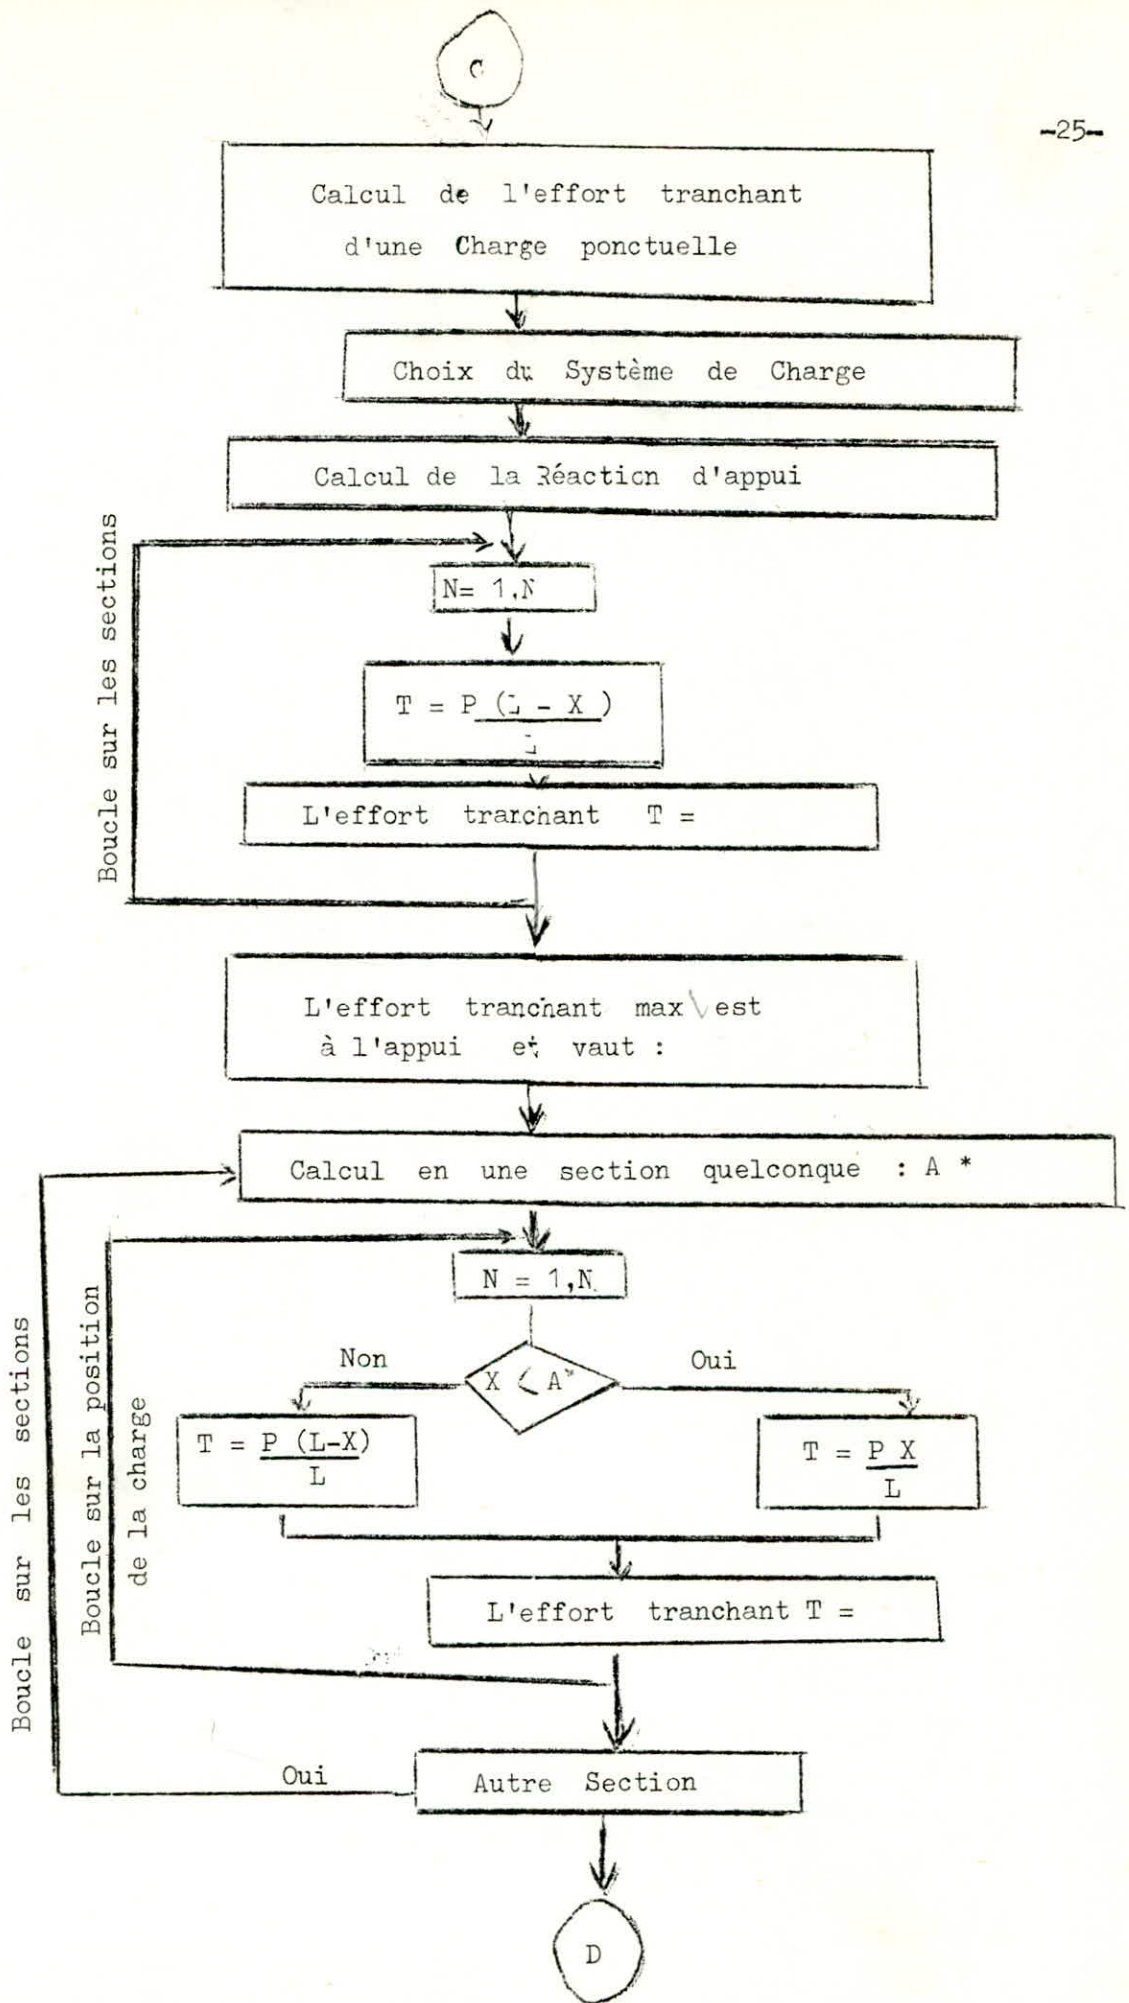 C
-25-
Calcul de l'effort tranchant
d'une Charge ponctuelle
Choix du Système de Charge
Calcul de la Réaction d'appui
Boucle sur les sections
N= 1,N
T = P (L - X )
L
L'effort tranchant T =
L'effort tranchant max est
à l'appui et vaut :
Calcul en une section quelconque : A *
Boucle sur les sections
Boucle sur la position
de la charge
N = 1,N
Non
X < A*
Oui
T = P (L-X)
L
T = P X
L
L'effort tranchant T =
Oui
Autre Section
D